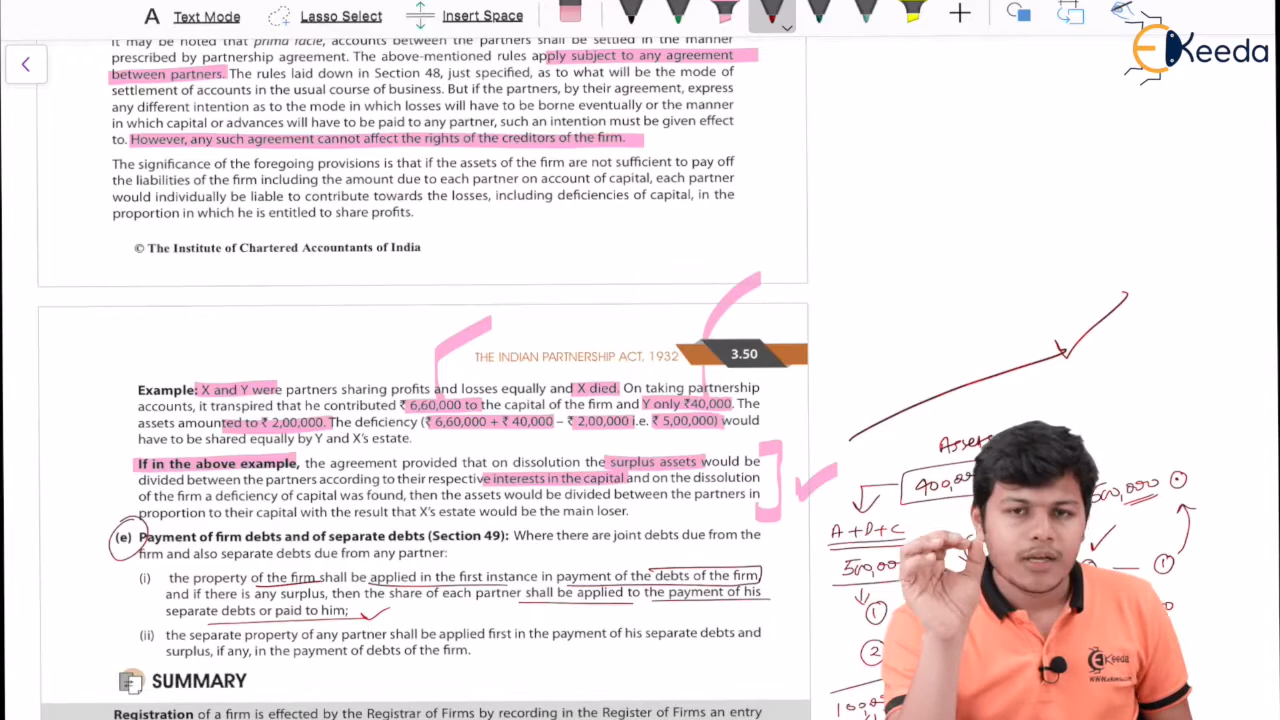 A Text Mode Lasso Select Insert Space
EKeeda
It may be noted that prima facie, accounts between the partners shall be settled in the manner
prescribed by partnership agreement. The above-mentioned rules apply subject to any agreement
between partners. The rules laid down in Section 48, just specified, as to what will be the mode of
settlement of accounts in the usual course of business. But if the partners, by their agreement, express
any different intention as to the mode in which losses will have to be borne eventually or the manner
in which capital or advances will have to be paid to any partner, such an intention must be given effect
to. However, any such agreement cannot affect the rights of the creditors of the firm.
The significance of the foregoing provisions is that if the assets of the firm are not sufficient to pay off
the liabilities of the firm including the amount due to each partner on account of capital, each partner
would individually be liable to contribute towards the losses, including deficiencies of capital, in the
proportion in which he is entitled to share profits.
© The Institute of Chartered Accountants of India
THE INDIAN PARTNERSHIP ACT, 1932 3.50
Example: X and Y were partners sharing profits and losses equally and X died. On taking partnership
accounts, it transpired that he contributed ₹ 6,60,000 to the capital of the firm and Y only ₹40,000. The
assets amounted to ₹ 2,00,000. The deficiency (₹ 6,60,000 + ₹ 40,000 – ₹ 2,00,000 i.e. ₹ 5,00,000) would
have to be shared equally by Y and X's estate.
If in the above example, the agreement provided that on dissolution the surplus assets would be
divided between the partners according to their respective interests in the capital and on the dissolution
of the firm a deficiency of capital was found, then the assets would be divided between the partners in
proportion to their capital with the result that X's estate would be the main loser.
(e) Payment of firm debts and of separate debts (Section 49): Where there are joint debts due from the
firm and also separate debts due from any partner:
(i) the property of the firm shall be applied in the first instance in payment of the debts of the firm,
and if there is any surplus, then the share of each partner shall be applied to the payment of his
separate debts or paid to him;
(ii) the separate property of any partner shall be applied first in the payment of his separate debts and
surplus, if any, in the payment of debts of the firm.
SUMMARY
Registration of a firm is effected by the Registrar of Firms by recording in the Register of Firms an entry
Assets
400,00
A + D + C
500,00
1
2
500,000
1
Keeda